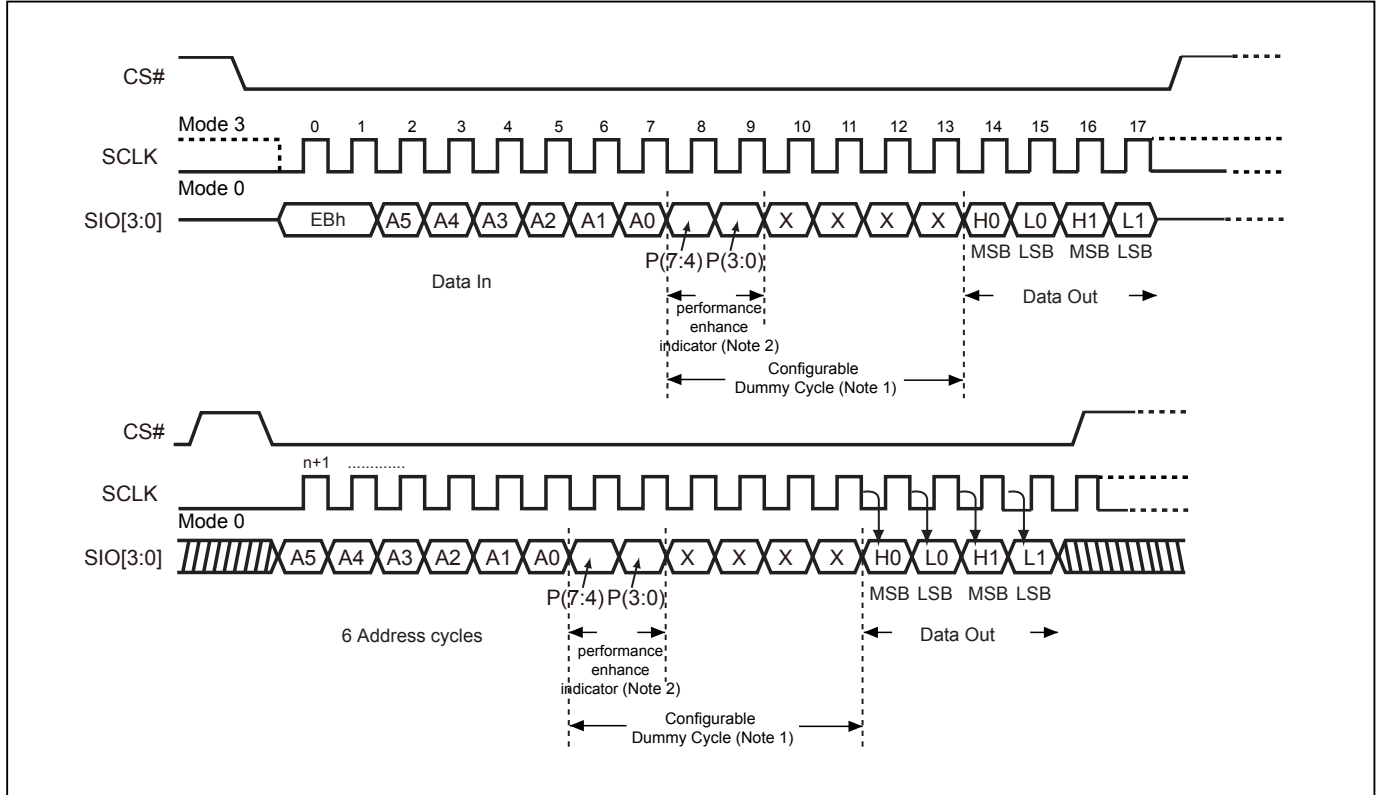 CS#
Mode 3
0 1 2 3 4 5 6 7 8 9 10 11 12 13 14 15 16 17
SCLK
Mode 0
SIO[3:0] EBh A5 A4 A3 A2 A1 A0 X X X X H0 L0 H1 L1
P(7:4) P(3:0) MSB LSB MSB LSB
Data In
Data Out
performance
enhance
indicator (Note 2)
Configurable
Dummy Cycle (Note 1)
CS#
n+1 .............
SCLK
Mode 0
SIO[3:0] A5 A4 A3 A2 A1 A0 X X X X H0 L0 H1 L1
P(7:4) P(3:0) MSB LSB MSB LSB
6 Address cycles
Data Out
performance
enhance
indicator (Note 2)
Configurable
Dummy Cycle (Note 1)